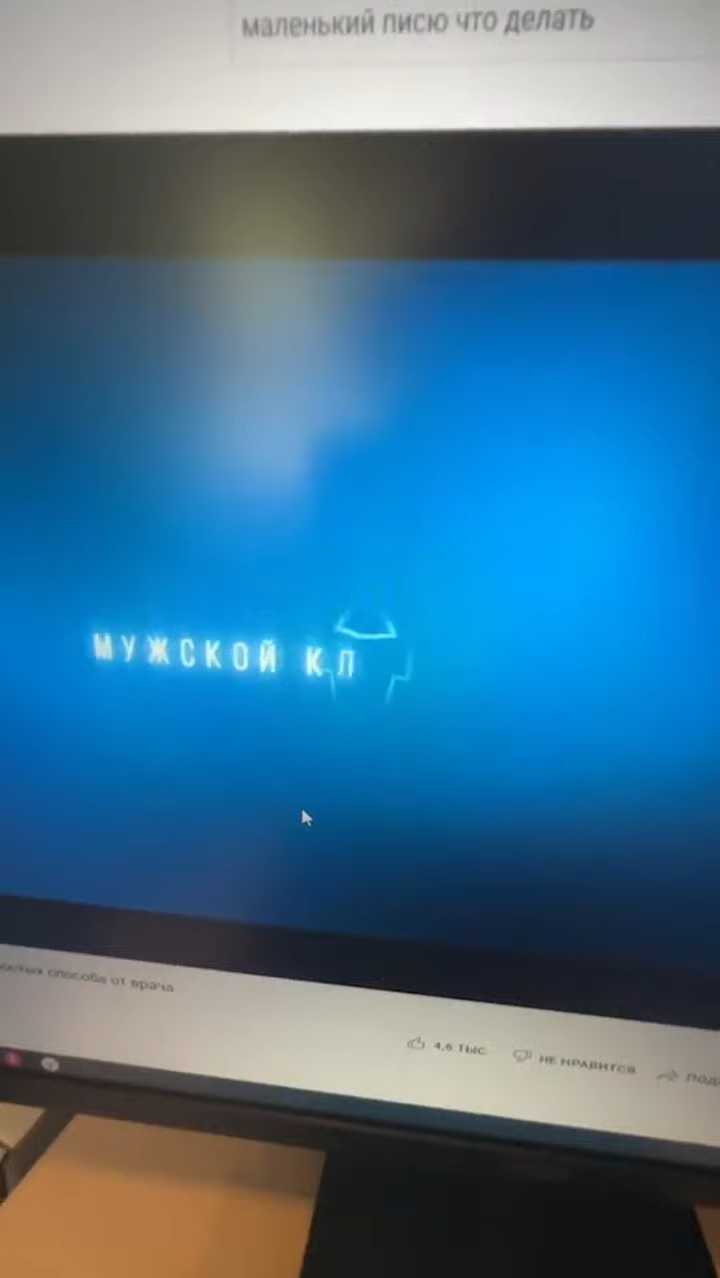 маленький писю что делать
МУЖСКОЙ КЛ
способа от врача
4,6 ТЫС.
НЕ НРАВИТСЯ